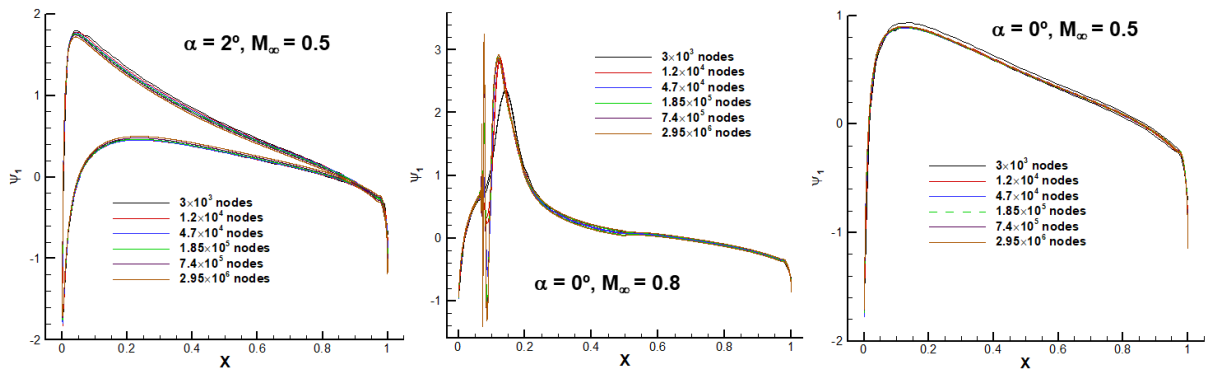 2
1
0
-1
-2
ψ₁
α = 2º, M∞ = 0.5
3×10³ nodes
1.2×10⁴ nodes
4.7×10⁴ nodes
1.85×10⁵ nodes
7.4×10⁵ nodes
2.95×10⁶ nodes
0 0.2 0.4 0.6 0.8 1
X
3
2
1
0
-1
ψ₁
3×10³ nodes
1.2×10⁴ nodes
4.7×10⁴ nodes
1.85×10⁵ nodes
7.4×10⁵ nodes
2.95×10⁶ nodes
α = 0º, M∞ = 0.8
0 0.2 0.4 0.6 0.8 1
X
1
0
-1
-2
ψ₁
α = 0º, M∞ = 0.5
3×10³ nodes
1.2×10⁴ nodes
4.7×10⁴ nodes
1.85×10⁵ nodes
7.4×10⁵ nodes
2.95×10⁶ nodes
0 0.2 0.4 0.6 0.8 1
X